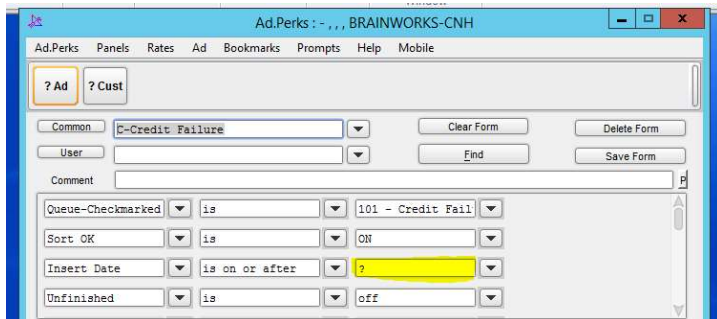 Ad.Perks : - , , , BRAINWORKS-CNH
Ad.Perks Panels Rates Ad Bookmarks Prompts Help Mobile
? Ad ? Cust
Common C-Credit Failure Clear Form Delete Form
User Find Save Form
Comment P
Queue-Checkmarked is 101 - Credit Fail
Sort OK is ON
Insert Date is on or after ?
Unfinished is off